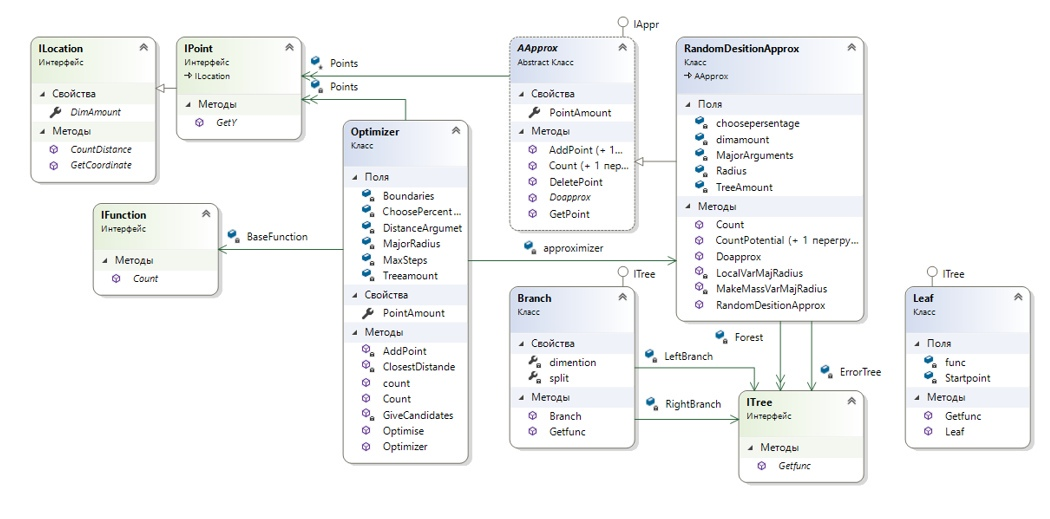 ILocation
Интерфейс
Свойства
DimAmount
Методы
CountDistance
GetCoordinate
IPoint
Интерфейс
ILocation
Методы
GetY
Points
Points
IFunction
Интерфейс
Методы
Count
BaseFunction
Optimizer
Класс
Поля
Boundaries
ChoosePercent...
DistanceArgumet
MajorRadius
MaxSteps
Treeamount
Свойства
PointAmount
Методы
AddPoint
ClosestDistande
count
Count
GiveCandidates
Optimise
Optimizer
IAppr
AApprox
Abstract Класс
Свойства
PointAmount
Методы
AddPoint (+ 1...
Count (+ 1 пер...
DeletePoint
Doapprox
GetPoint
approximizer
RandomDesitionApprox
Класс
AApprox
Поля
choosepersentage
dimamount
MajorArguments
Radius
TreeAmount
Методы
Count
CountPotential (+ 1 перегру...
Doapprox
LocalVarMajRadius
MakeMassVarMajRadius
RandomDesitionApprox
ITree
Branch
Класс
Свойства
dimention
split
Методы
Branch
Getfunc
LeftBranch
RightBranch
Forest
ErrorTree
ITree
Интерфейс
Методы
Getfunc
ITree
Leaf
Класс
Поля
func
Startpoint
Методы
Getfunc
Leaf